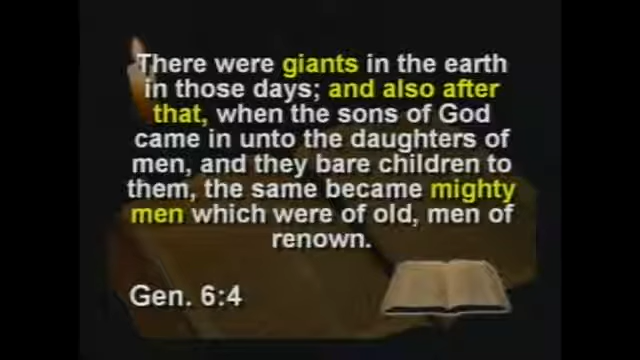 There were giants in the earth
in those days; and also after
that, when the sons of God
came in unto the daughters of
men, and they bare children to
them, the same became mighty
men which were of old, men of
renown.
Gen. 6:4